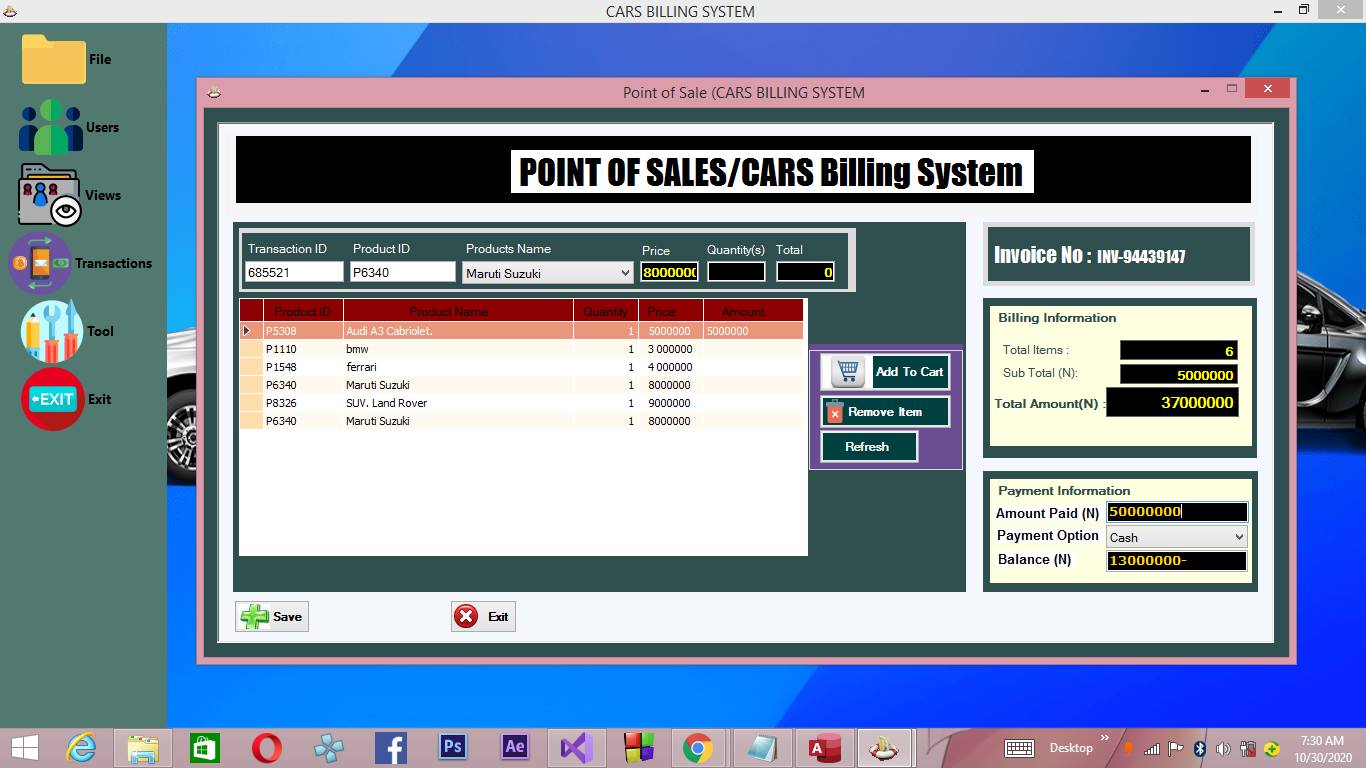 CARS BILLING SYSTEM
File
Users
Views
Transactions
Tool
EXIT Exit
Point of Sale (CARS BILLING SYSTEM
POINT OF SALES/CARS Billing System
Transaction ID Product ID Products Name Price Quantity(s) Total
685521 P6340 Maruti Suzuki 8000000 0
Invoice No : INV-94439147
Product ID Product Name Quantity Price Amount
P5308 Audi A3 Cabriolet. 1 5000000 5000000
P1110 bmw 1 3 000000
P1548 ferrari 1 4 000000
P6340 Maruti Suzuki 1 8000000
P8326 SUV. Land Rover 1 9000000
P6340 Maruti Suzuki 1 8000000
Add To Cart
Remove Item
Refresh
Billing Information
Total Items : 6
Sub Total (N): 5000000
Total Amount(N) : 37000000
Payment Information
Amount Paid (N) 50000000
Payment Option Cash
Balance (N) 13000000-
Save Exit
Ps Ae A Desktop »
7:30 AM
10/30/2020